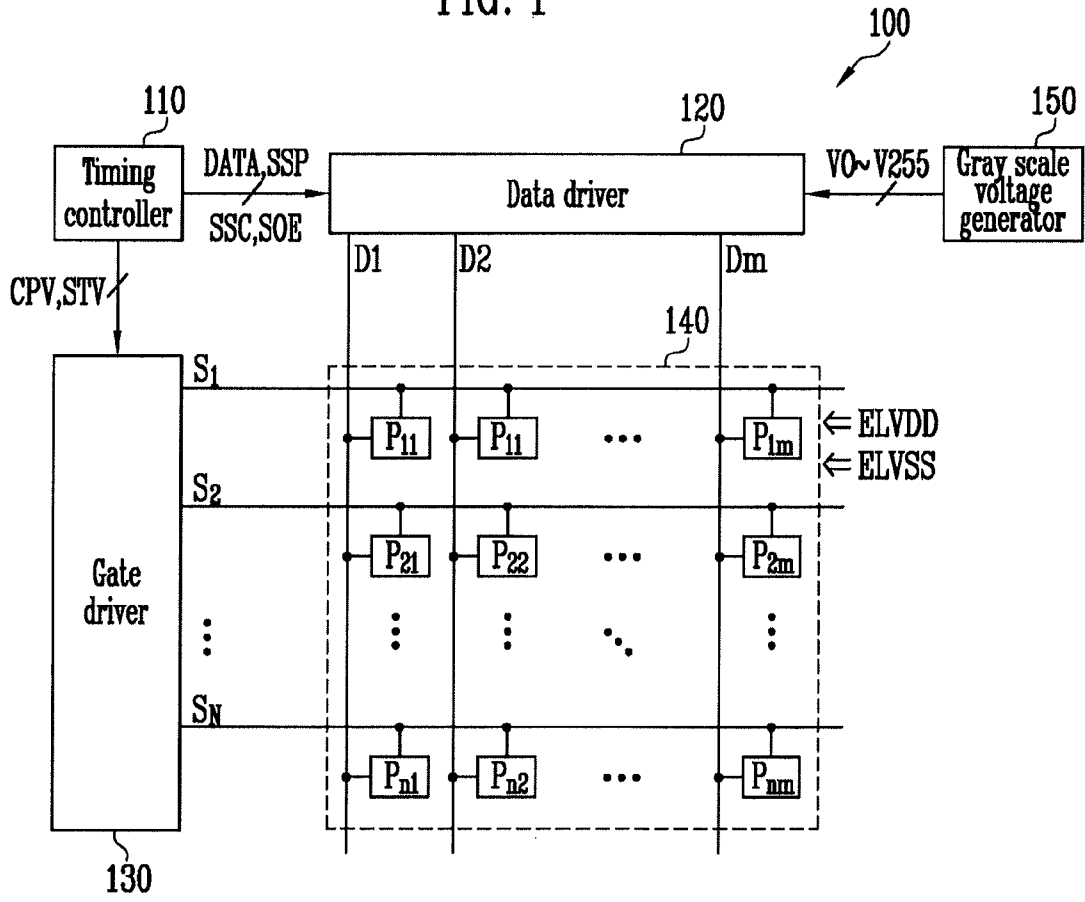 FIG. 1
100
110
120
150
Timing
controller
DATA,SSP
SSC,SOE
Data driver
V0~V255
Gray scale
voltage
generator
D1
D2
Dm
CPV,STV
140
S1
P11
P11
P1m
ELVDD
ELVSS
S2
P21
P22
P2m
Gate
driver
SN
Pn1
Pn2
Pnm
130